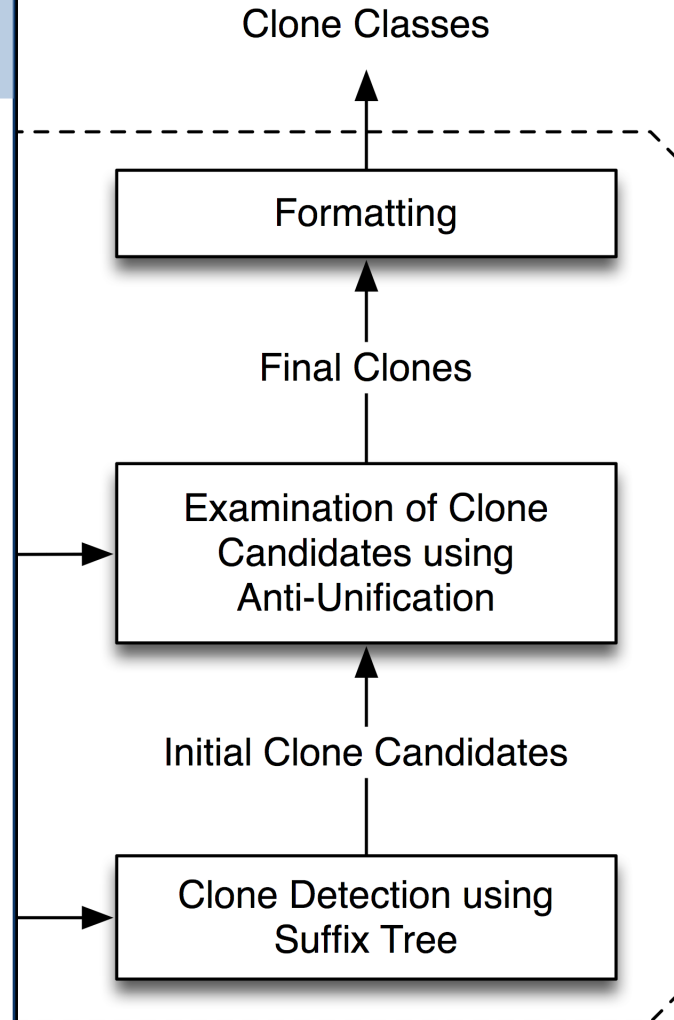 Clone Classes
Formatting
Final Clones
Examination of Clone
Candidates using
Anti-Unification
Initial Clone Candidates
Clone Detection using
Suffix Tree